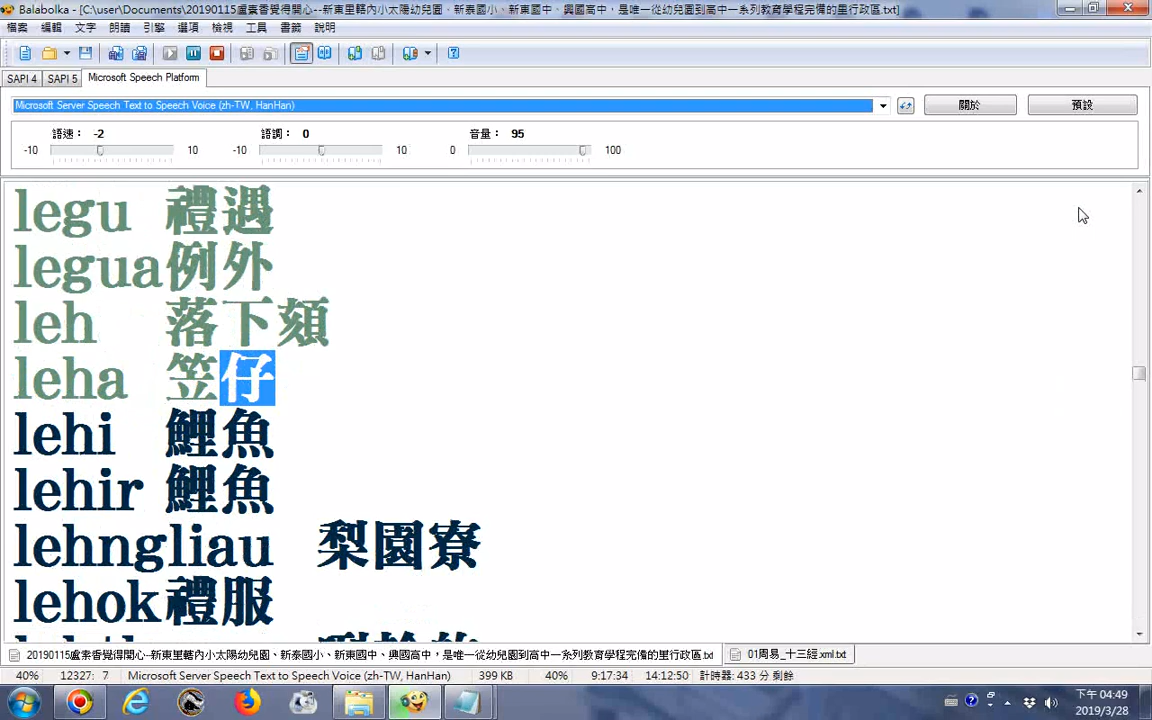 Balabolka - [C:\user\Documents\20190115盧素香覺得開心--新東里轄內小太陽幼兒園、新泰國小、新東國中、興國高中，是唯一從幼兒園到高中一系列教育學程完備的里行政區.txt]
檔案 編輯 文字 朗讀 引擎 選項 檢視 工具 書籤 說明
SAPI 4 SAPI 5 Microsoft Speech Platform
Microsoft Server Speech Text to Speech Voice (zh-TW, HanHan) 關於 預設
語速： -2 語調： 0 音量： 95
-10 10 -10 10 0 100
legu 禮遇
legua例外
leh 落下頦
leha 笠仔
lehi 鯉魚
lehir 鯉魚
lehngliau 梨園寮
lehok禮服
20190115盧素香覺得開心--新東里轄內小太陽幼兒園、新泰國小、新東國中、興國高中，是唯一從幼兒園到高中一系列教育學程完備的里行政區.txt 01周易_十三經.xml.txt
40% 12327: 7 Microsoft Server Speech Text to Speech Voice (zh-TW, HanHan) 399 KB 40% 9:17:34 14:12:50 計時器: 433 分 剩餘
下午 04:49
2019/3/28